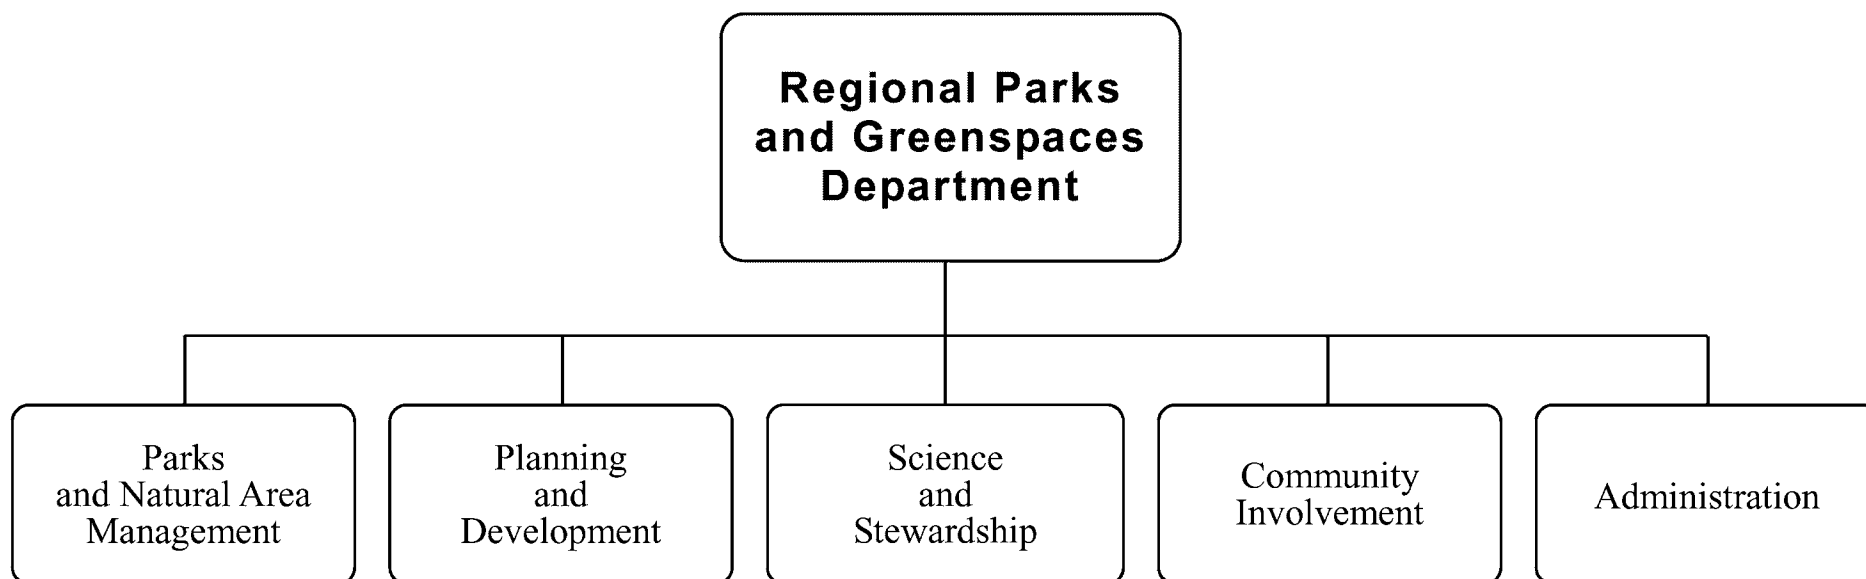 Regional Parks
and Greenspaces
Department
Parks
and Natural Area
Management
Planning
and
Development
Science
and
Stewardship
Community
Involvement
Administration